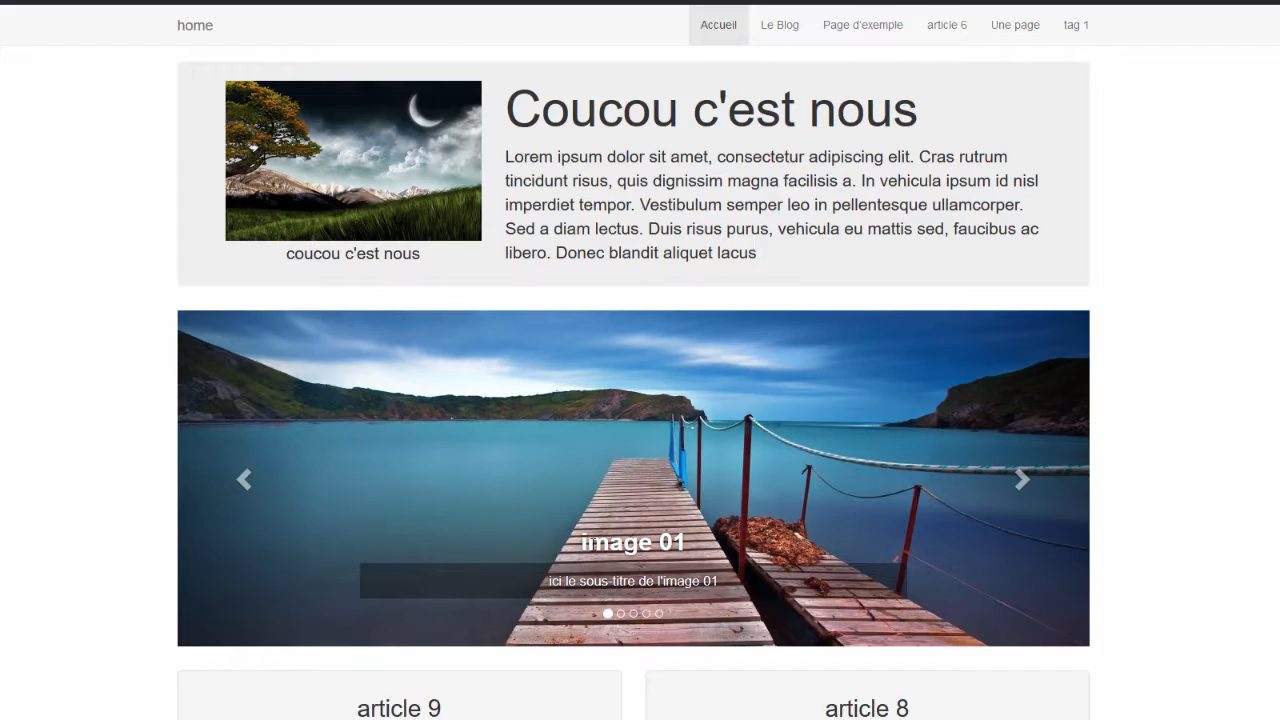 home
Accueil
Le Blog
Page d'exemple
article 6
Une page
tag 1
Coucou c'est nous
Lorem ipsum dolor sit amet, consectetur adipiscing elit. Cras rutrum
tincidunt risus, quis dignissim magna facilisis a. In vehicula ipsum id nisl
imperdiet tempor. Vestibulum semper leo in pellentesque ullamcorper.
Sed a diam lectus. Duis risus purus, vehicula eu mattis sed, faucibus ac
libero. Donec blandit aliquet lacus
coucou c'est nous
image 01
ici le sous-titre de l'image 01
article 9
article 8